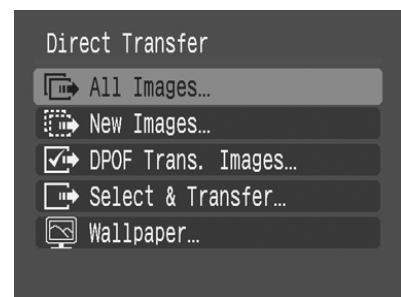 Direct Transfer
All Images...
New Images...
DPOF Trans. Images...
Select & Transfer...
Wallpaper...